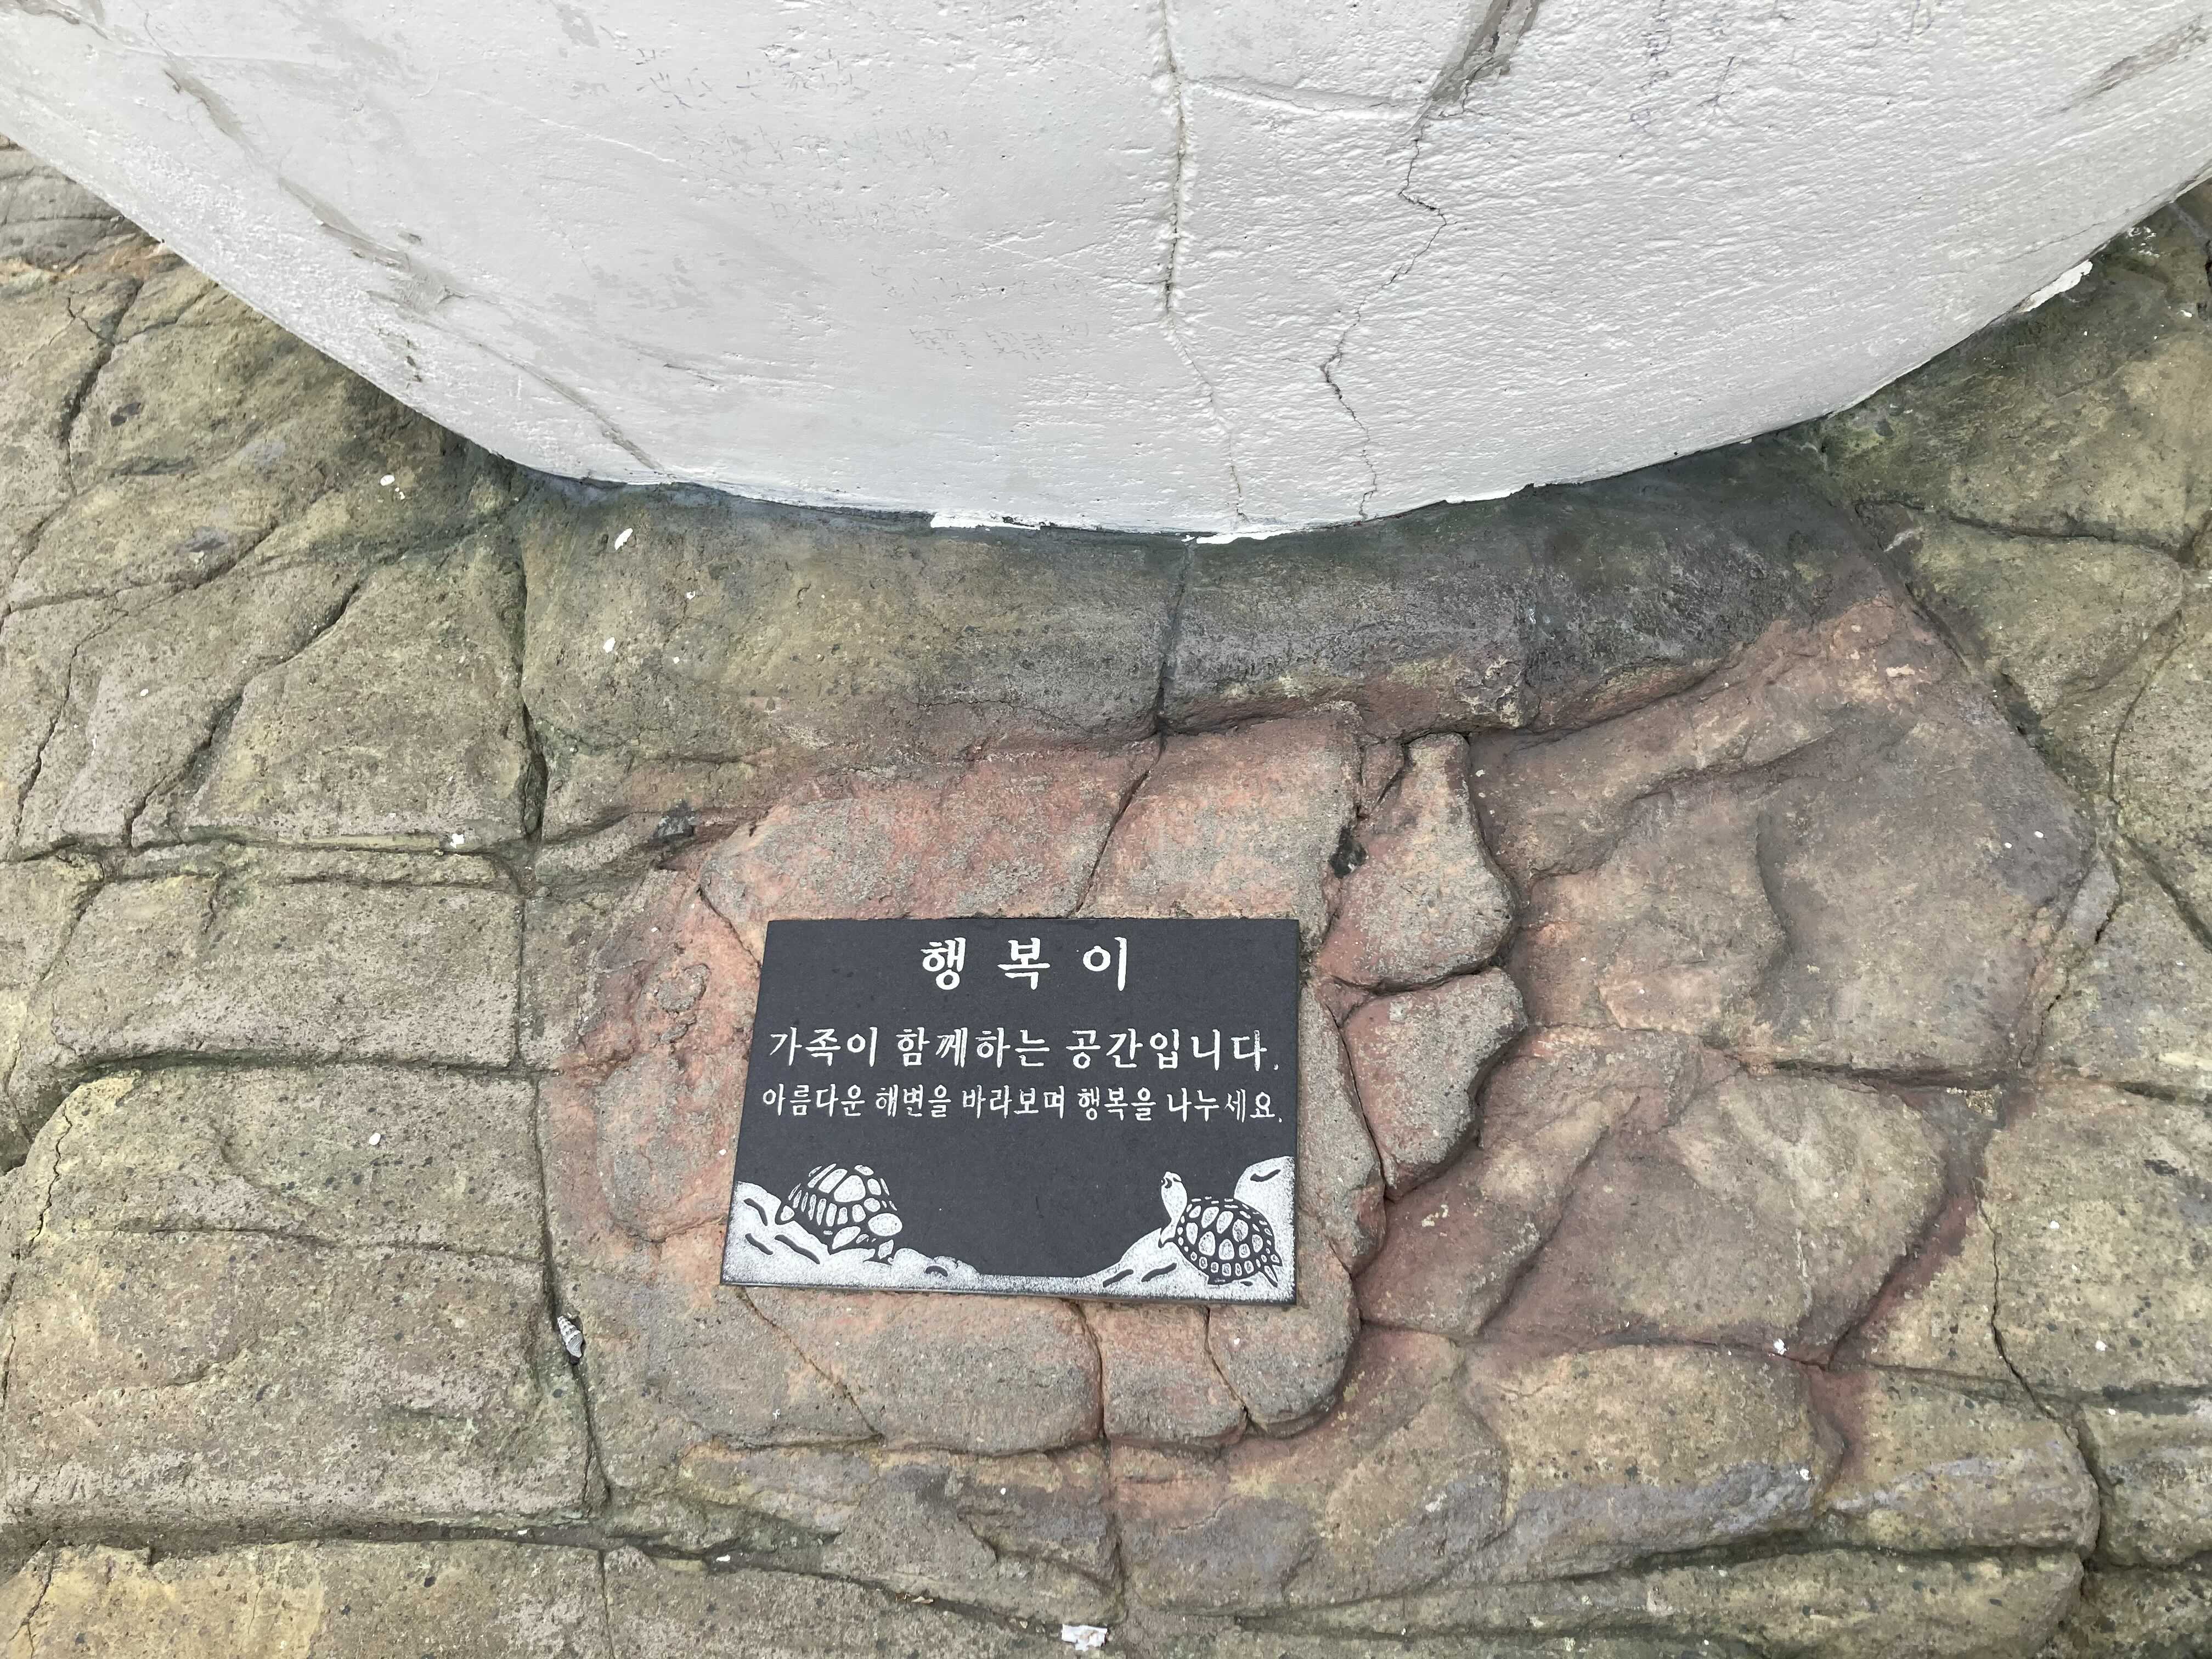 행복이
가족이 함께하는 공간입니다.
아름다운 해변을 바라보며 행복을 나누세요.